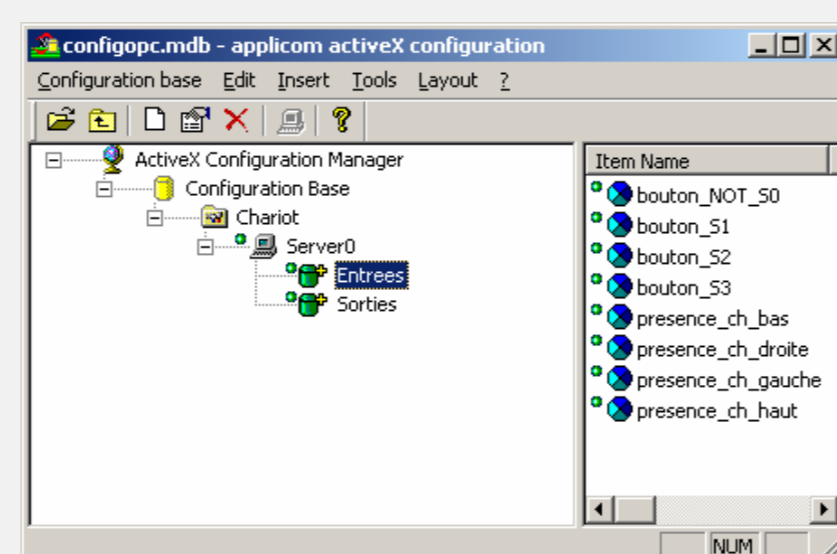 configopc.mdb - applicom activeX configuration
Configuration base Edit Insert Tools Layout ?
ActiveX Configuration Manager
Configuration Base
Chariot
Server0
Entrees
Sorties
Item Name
bouton_NOT_S0
bouton_S1
bouton_S2
bouton_S3
presence_ch_bas
presence_ch_droite
presence_ch_gauche
presence_ch_haut
NUM